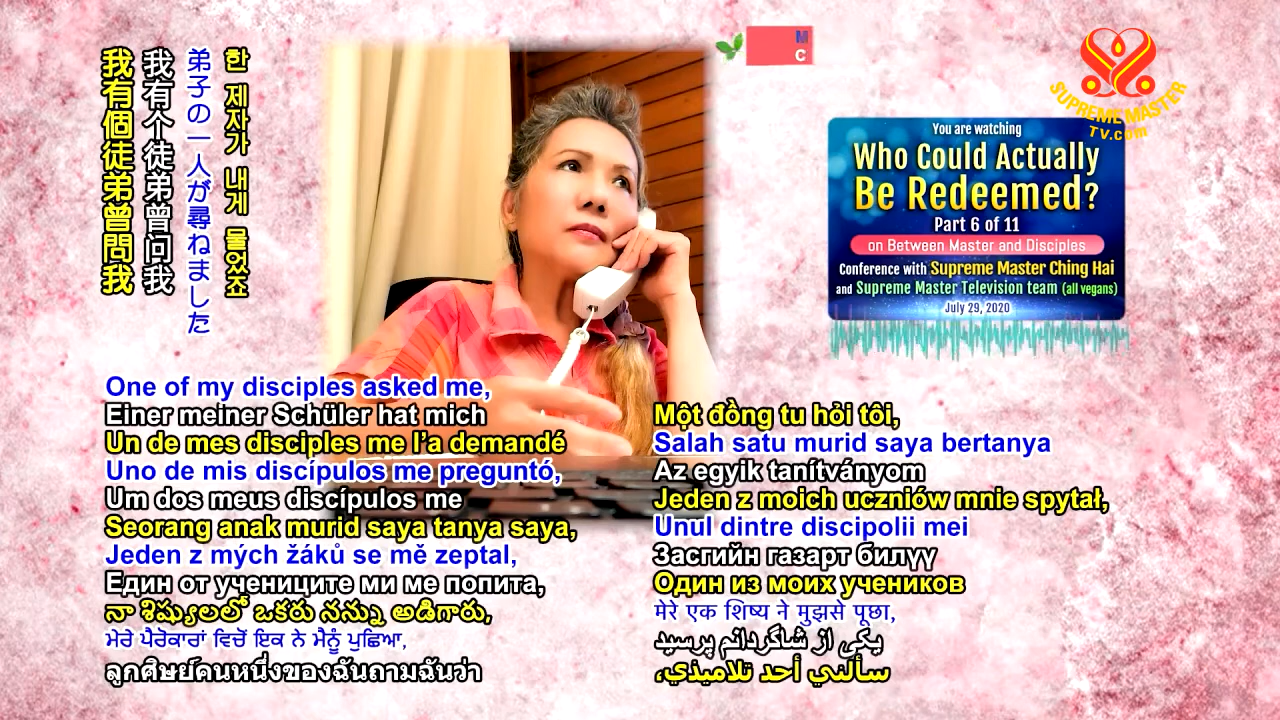 我有個徒弟曾問我
我有个徒弟曾问我
弟子の一人が尋ねました
한 제자가 내게 물었죠
M
C
SUPREME MASTER
TV.com
You are watching
Who Could Actually
Be Redeemed?
Part 6 of 11
on Between Master and Disciples
Conference with Supreme Master Ching Hai
and Supreme Master Television team (all vegans)
July 29, 2020
One of my disciples asked me,
Einer meiner Schüler hat mich
Un de mes disciples me l’a demandé
Uno de mis discípulos me preguntó,
Um dos meus discípulos me
Seorang anak murid saya tanya saya,
Jeden z mých žáků se mě zeptal,
Един от учениците ми ме попита,
నా శిష్యులలో ఒకరు నన్ను అడిగారు,
ਮੇਰੇ ਪੈਰੋਕਾਰਾਂ ਵਿਚੋਂ ਇਕ ਨੇ ਮੈਨੂੰ ਪੁਛਿਆ,
ลูกศิษย์คนหนึ่งของฉันถามฉันว่า
Một đồng tu hỏi tôi,
Salah satu murid saya bertanya
Az egyik tanítványom
Jeden z moich uczniów mnie spytał,
Unul dintre discipolii mei
Засгийн газарт билүү
Один из моих учеников
मेरे एक शिष्य ने मुझसे पूछा,
یکی از شاگردانم پرسید
سألني أحد تلاميذي،